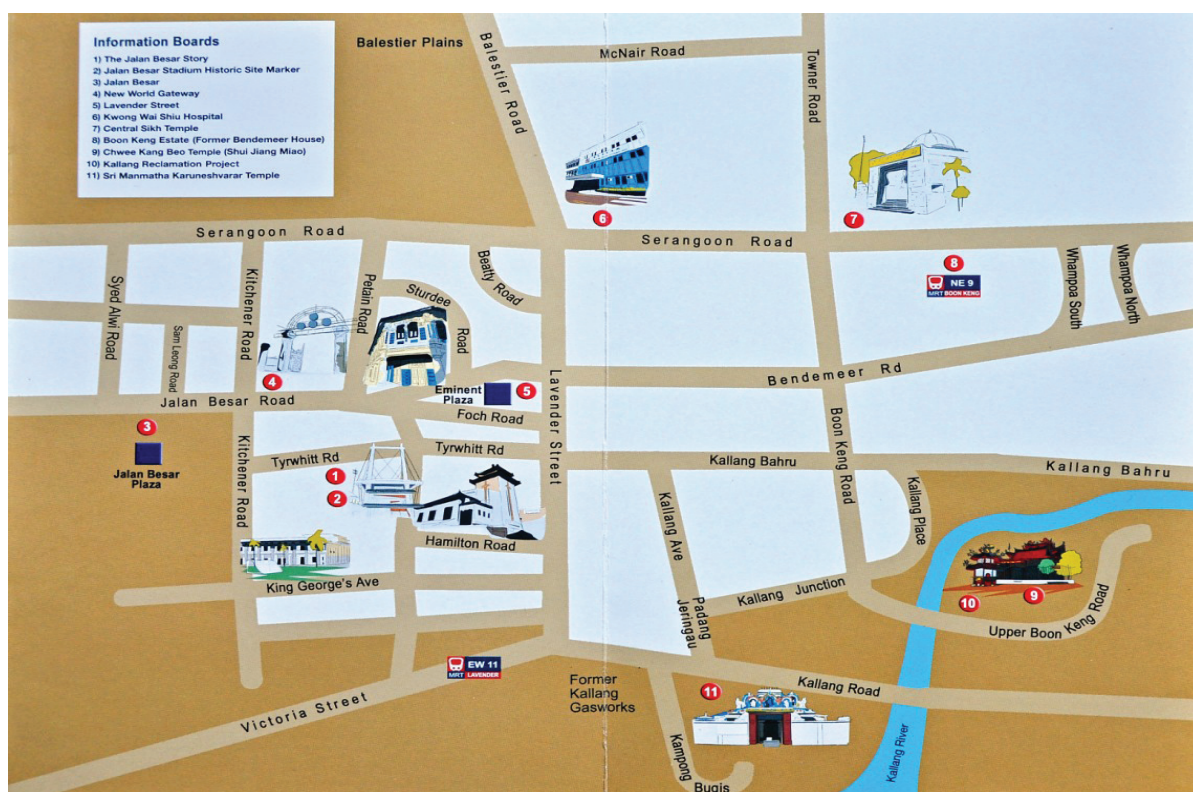 Information Boards
1) The Jalan Besar Story
2) Jalan Besar Stadium Historic Site Marker
3) Jalan Besar
4) New World Gateway
5) Lavender Street
6) Kwong Wai Shiu Hospital
7) Central Sikh Temple
8) Boon Keng Estate (Former Bendemeer House)
9) Chwee Kang Beo Temple (Shui Jiang Miao)
10) Kallang Reclamation Project
11) Sri Manmatha Karuneshvarar Temple
Balestier Plains
Balestier Road
McNair Road
Towner Road
6
7
Serangoon Road
Serangoon Road
8
NE 9
MRT BOON KENG
Syed Alwi Road
Sam Leong Road
Kitchener Road
Petain Road
Sturdee
Road
Beatty Road
Whampoa South
Whampoa North
4
Eminent
Plaza
5
Lavender Street
Bendemeer Rd
Jalan Besar Road
Foch Road
Boon Keng Road
3
Jalan Besar
Plaza
Kitchener Road
Tyrwhitt Rd
Tyrwhitt Rd
Kallang Bahru
Kallang Bahru
1
2
Kallang Ave
Kallang Place
Hamilton Road
King George's Ave
Padang
Jeringau
Kallang Junction
10
9
Upper Boon
Keng Road
EW 11
MRT LAVENDER
Victoria Street
Former
Kallang
Gasworks
11
Kallang Road
Kampong
Bugis
Kallang River